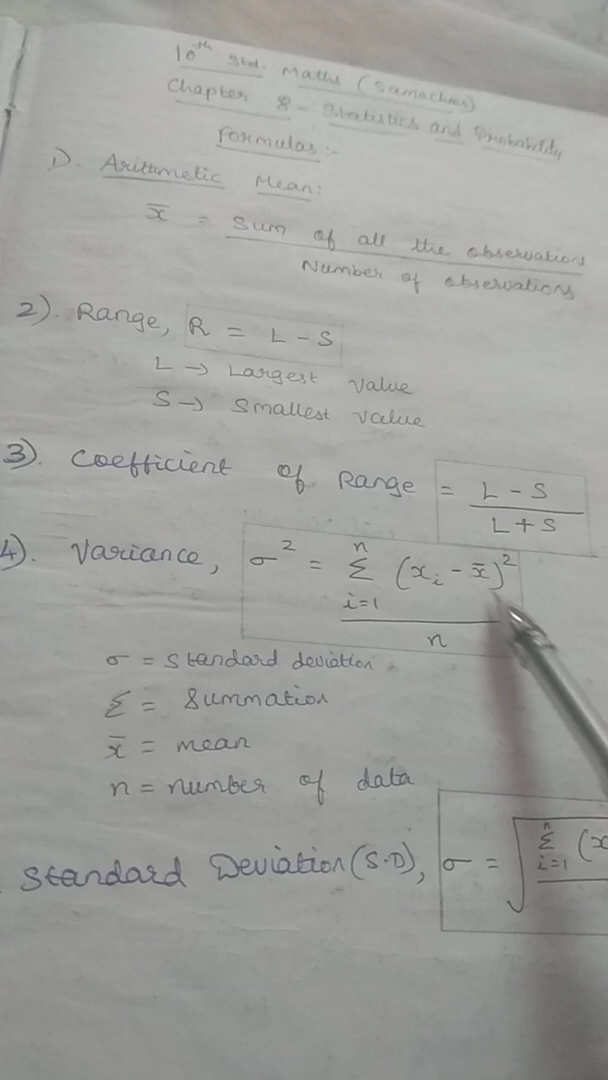 10th Std. Maths (Samacheer)
Chapter 8 - Statistics and Probability
Formulas:-
1). Arithmetic Mean:
x̄ = Sum of all the observations
Number of observations
2). Range, R = L - S
L → Largest value
S → Smallest value
3). Coefficient of Range = L - S
L + S
4). Variance, σ² = n Σ i=1 (xᵢ - x̄)²
n
σ = Standard deviation
Σ = Summation
x̄ = mean
n = number of data
Standard Deviation (S.D), σ = √ n Σ i=1 (x